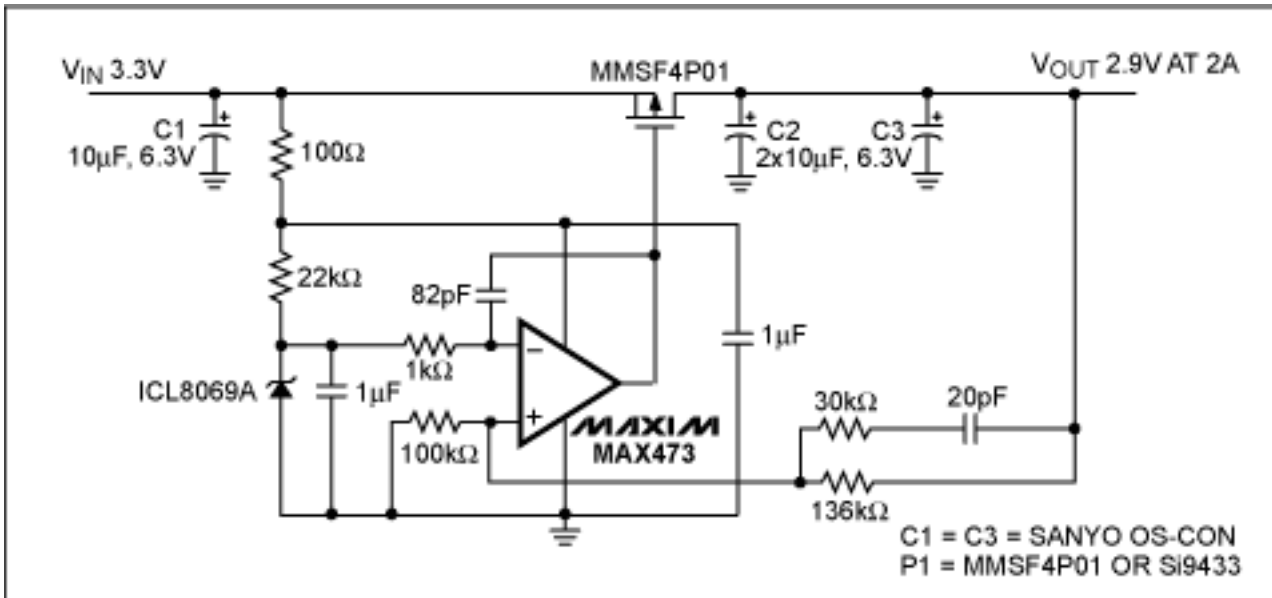 V_IN 3.3V
MMSF4P01
V_OUT 2.9V AT 2A
C1
10µF, 6.3V
100Ω
C2
2x10µF, 6.3V
C3
22kΩ
82pF
1kΩ
1µF
ICL8069A
1µF
−
+
100kΩ
MAXIM
MAX473
30kΩ
20pF
136kΩ
C1 = C3 = SANYO OS-CON
P1 = MMSF4P01 OR Si9433